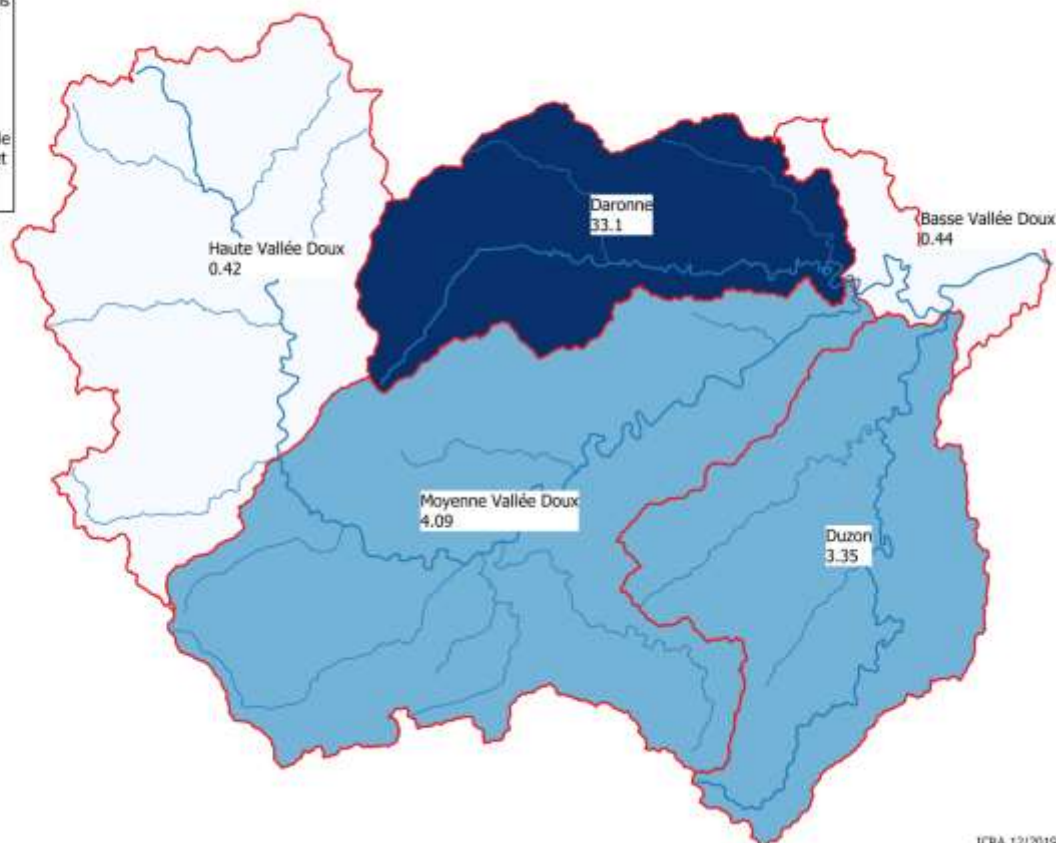 Haute Vallée Doux
0.42
Daronne
33.1
Basse Vallée Doux
0.44
Moyenne Vallée Doux
4.09
Duzon
3.35